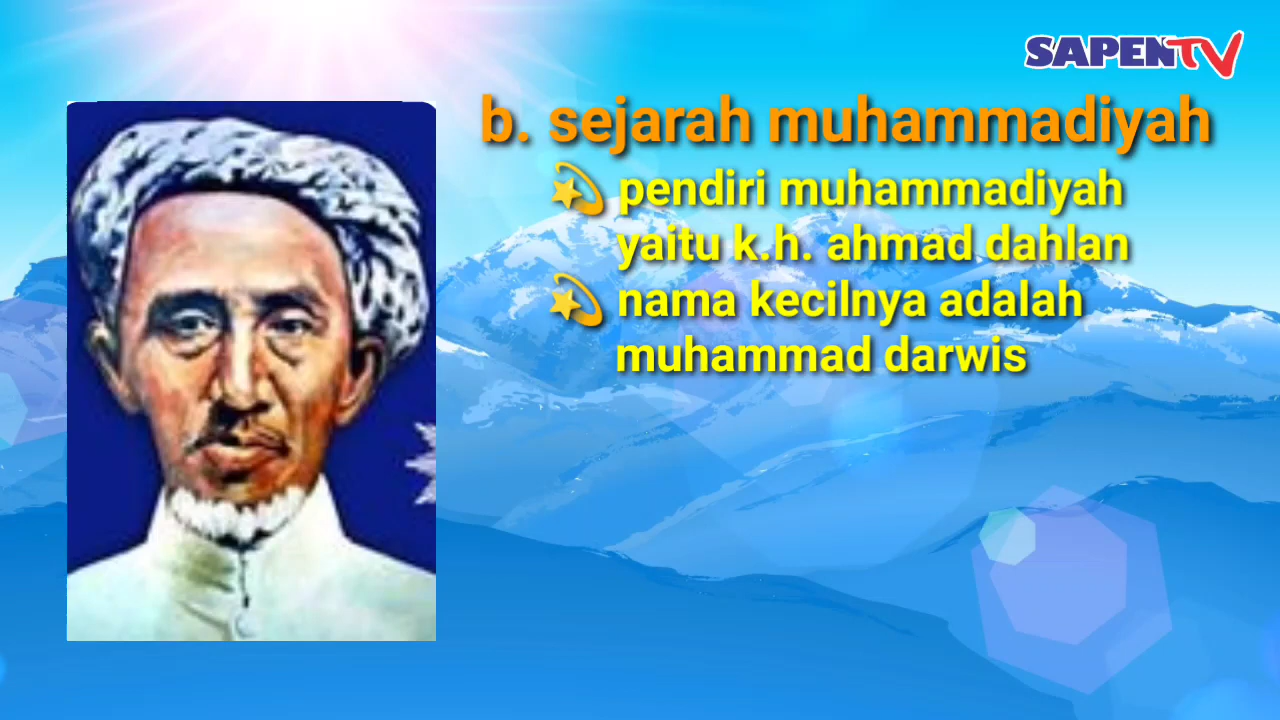 SAPENTV
b. sejarah muhammadiyah
pendiri muhammadiyah
yaitu k.h. ahmad dahlan
nama kecilnya adalah
muhammad darwis